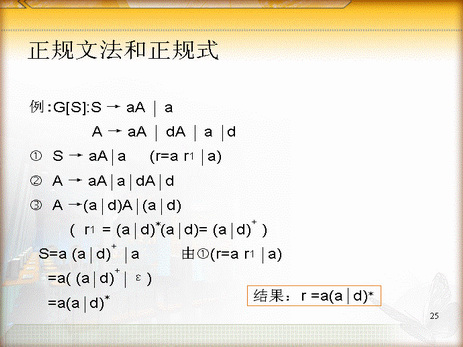 正规文法和正规式
例:G[S]:S → aA | a
A → aA | dA | a | d
① S → aA|a (r=a r1|a)
② A → aA|a|dA|d
③ A →(a|d)A|(a|d)
( r1 = (a|d)*(a|d)= (a|d)+ )
S=a (a|d)+ |a 由①(r=a r1|a)
=a( (a|d)+| ε )
=a(a|d)*
结果: r =a(a|d)*
25